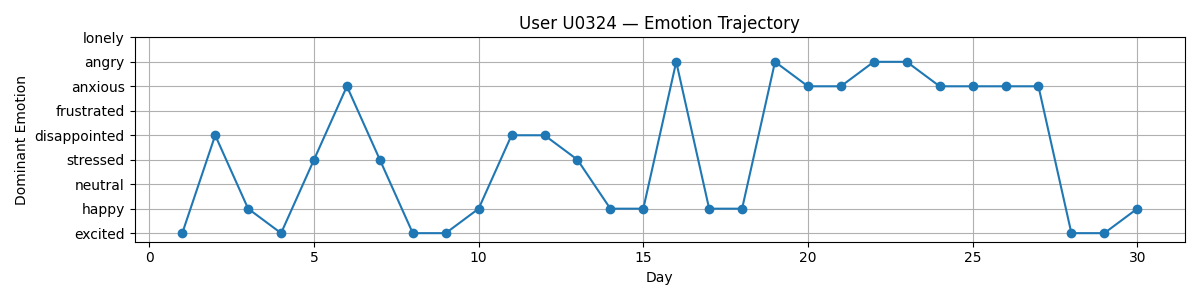 User U0324 — Emotion Trajectory
Dominant Emotion
lonely
angry
anxious
frustrated
disappointed
stressed
neutral
happy
excited
0 5 10 15 20 25 30
Day